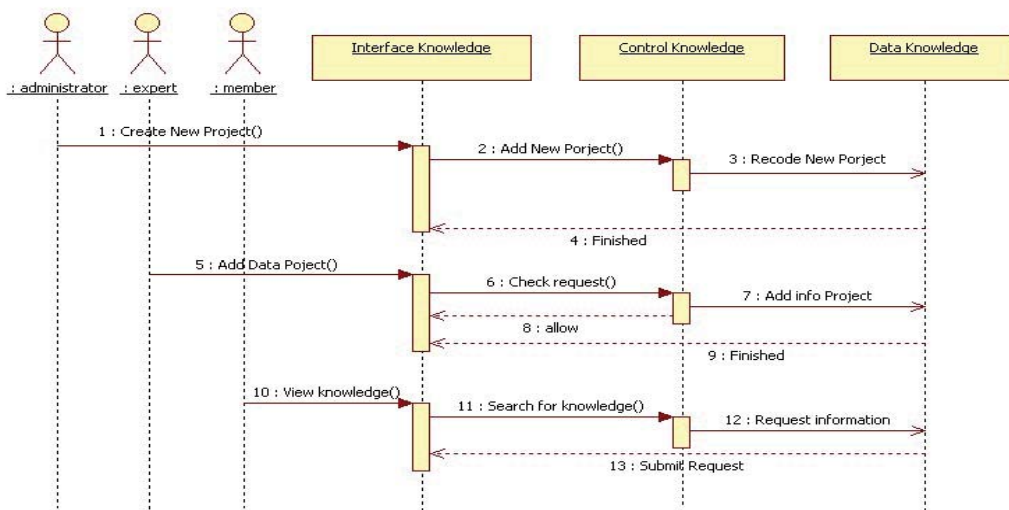 Interface Knowledge
Control Knowledge
Data Knowledge
: administrator
: expert
: member
1 : Create New Project()
2 : Add New Porject()
3 : Recode New Porject
4 : Finished
5 : Add Data Poject()
6 : Check request()
7 : Add info Project
8 : allow
9 : Finished
10 : View knowledge()
11 : Search for knowledge()
12 : Request information
13 : Submit Request